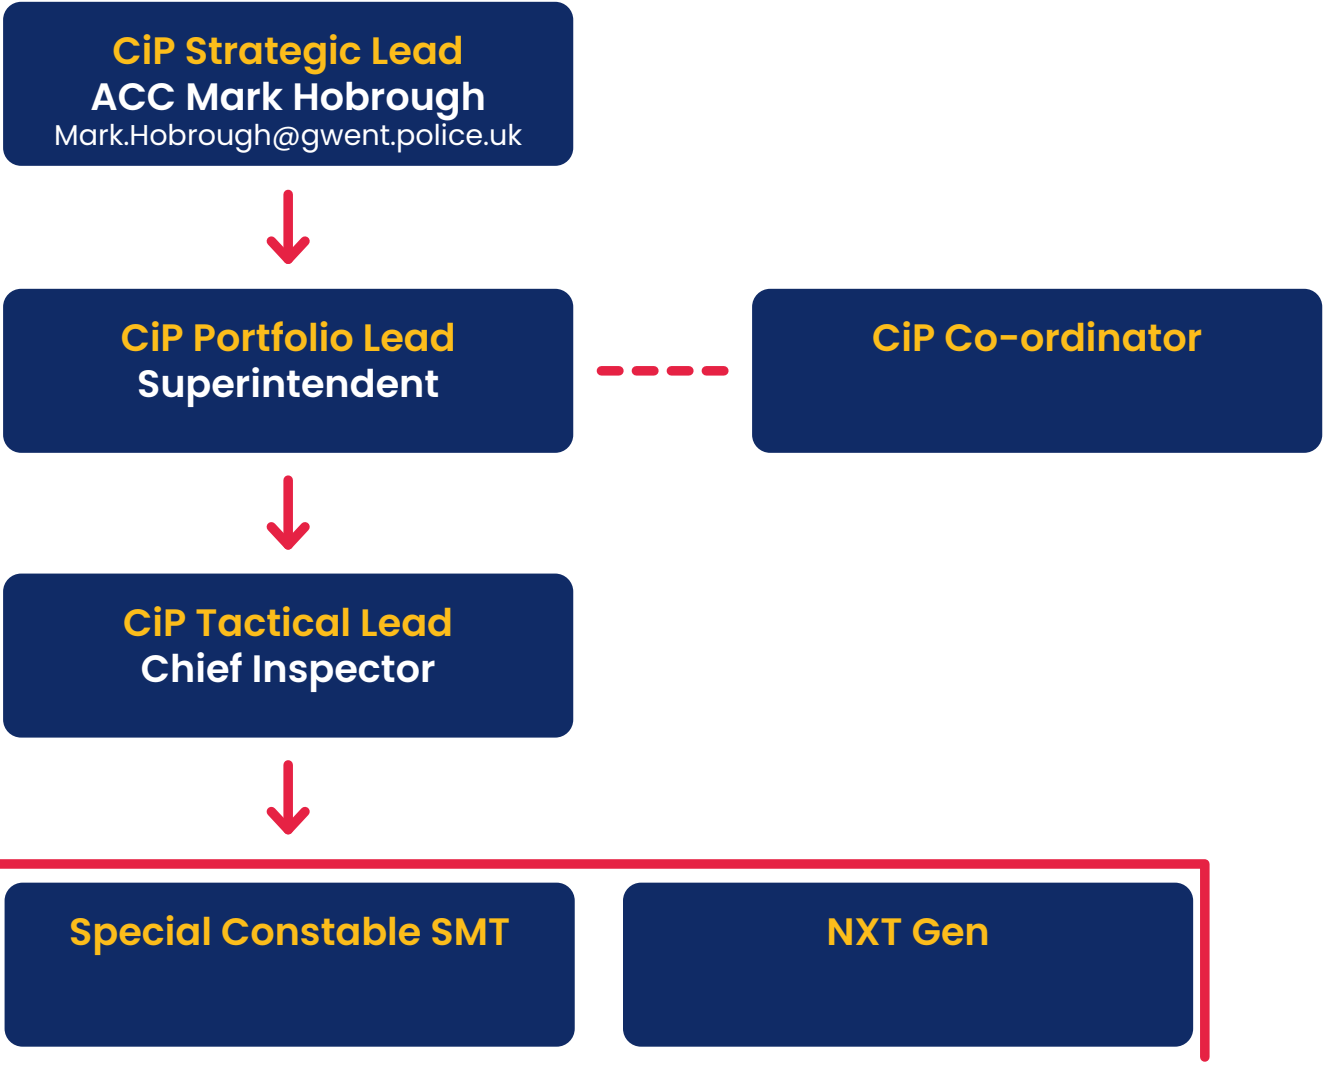 CiP Strategic Lead
ACC Mark Hobrough
Mark.Hobrough@gwent.police.uk
CiP Portfolio Lead
Superintendent
CiP Co-ordinator
CiP Tactical Lead
Chief Inspector
Special Constable SMT
NXT Gen